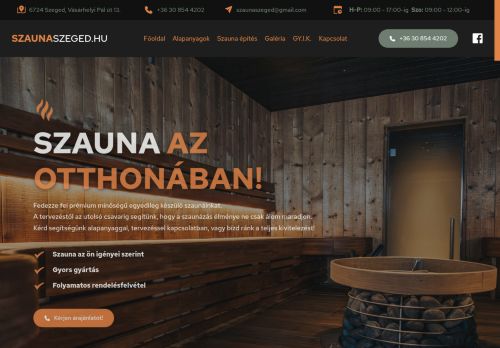 6724 Szeged, Vásárhelyi Pál út 13.
+36 30 854 4202
szaunaszeged@gmail.com
H-P: 09:00 - 17:00-ig Szo: 09:00 - 12:00-ig
SZAUNASZEGED.HU
Főoldal
Alapanyagok
Szauna építés
Galéria
GY.I.K.
Kapcsolat
+36 30 854 4202
SZAUNA AZ
OTTHONÁBAN!
Fedezze fel prémium minőségű egyedileg készülő szaunáinkat.
A tervezéstől az utolsó csavarig segítünk, hogy a szaunázás élménye ne csak álom maradjon.
Kérd segítségünk alapanyaggal, tervezéssel kapcsolatban, vagy bízd ránk a teljes kivitelezést!
Szauna az ön igényei szerint
Gyors gyártás
Folyamatos rendelésfelvétel
Kérjen árajánlatot!